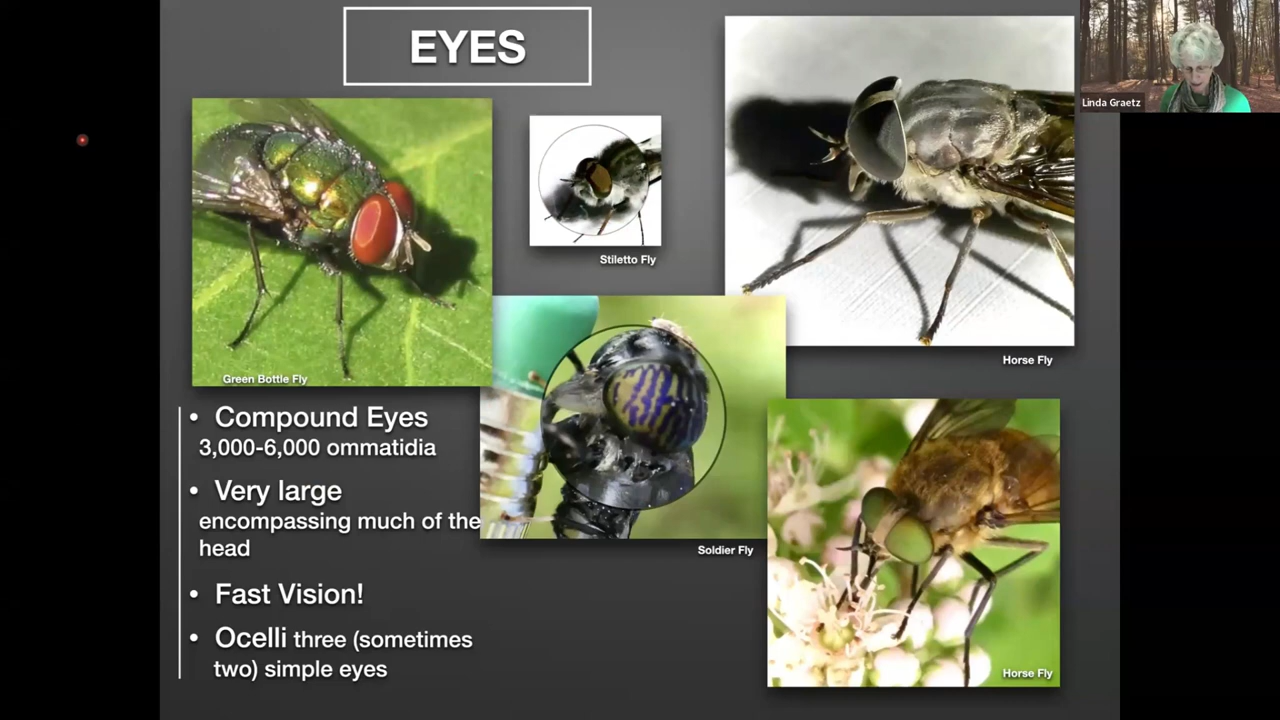 EYES
Linda Graetz
Stiletto Fly
Horse Fly
Green Bottle Fly
• Compound Eyes
3,000-6,000 ommatidia
• Very large
encompassing much of the
head
• Fast Vision!
• Ocelli three (sometimes
two) simple eyes
Soldier Fly
Horse Fly